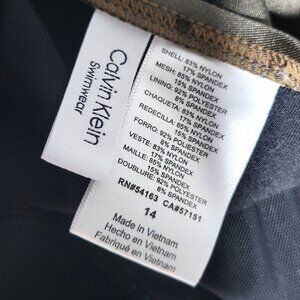 Calvin Klein
Swimwear
SHELL: 83% NYLON
17% SPANDEX
MESH: 85% NYLON
15% SPANDEX
LINING: 92% POLYESTER
8% SPANDEX
CHAQUETA: 83% NYLON
17% SPANDEX
REDECILLA: 85% NYLON
15% SPANDEX
FORRO: 92% POLYESTER
8% SPANDEX
VESTE: 83% NYLON
17% SPANDEX
MAILLE: 85% NYLON
15% SPANDEX
DOUBLURE: 92% POLYESTER
8% SPANDEX
RN#54163 CA#57151
14
Made in Vietnam
Hecho en Vietnam
Fabriqué en Vietnam